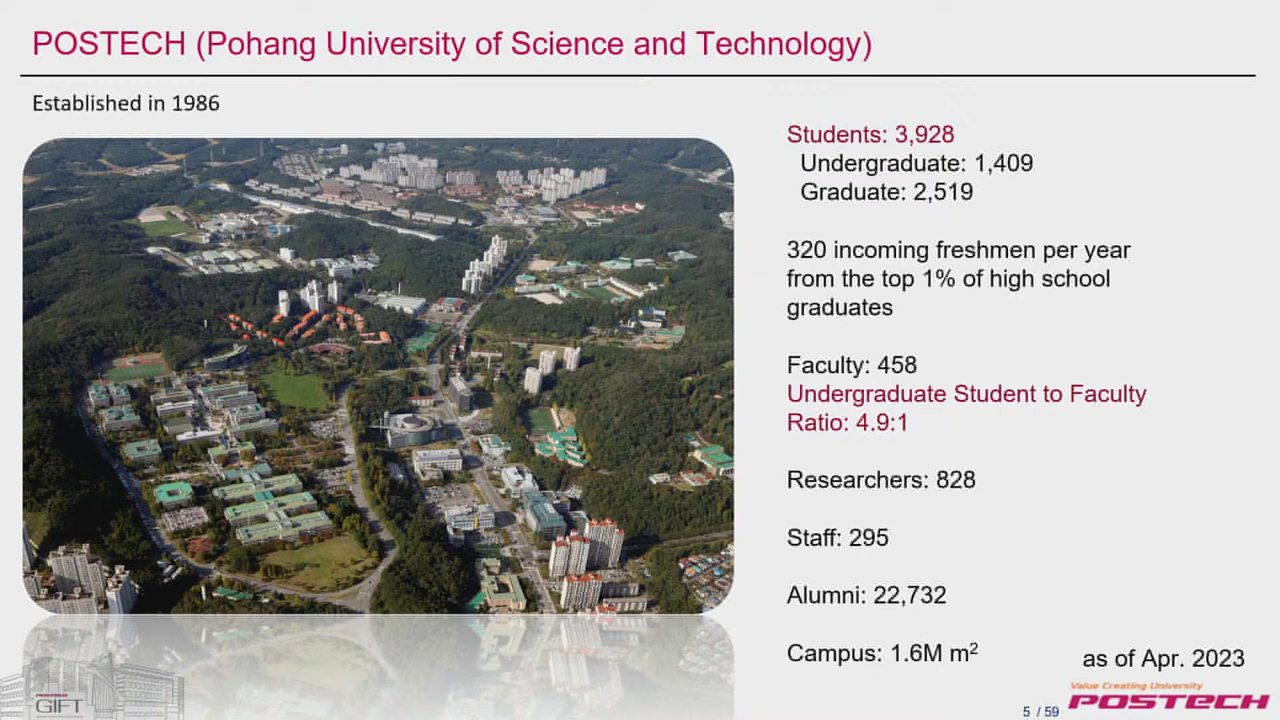 POSTECH (Pohang University of Science and Technology)
Established in 1986
Students: 3,928
Undergraduate: 1,409
Graduate: 2,519
320 incoming freshmen per year
from the top 1% of high school
graduates
Faculty: 458
Undergraduate Student to Faculty
Ratio: 4.9:1
Researchers: 828
Staff: 295
Alumni: 22,732
Campus: 1.6M m²
as of Apr. 2023
POSTECH
GIFT
5 / 59
Value Creating University
POSTECH